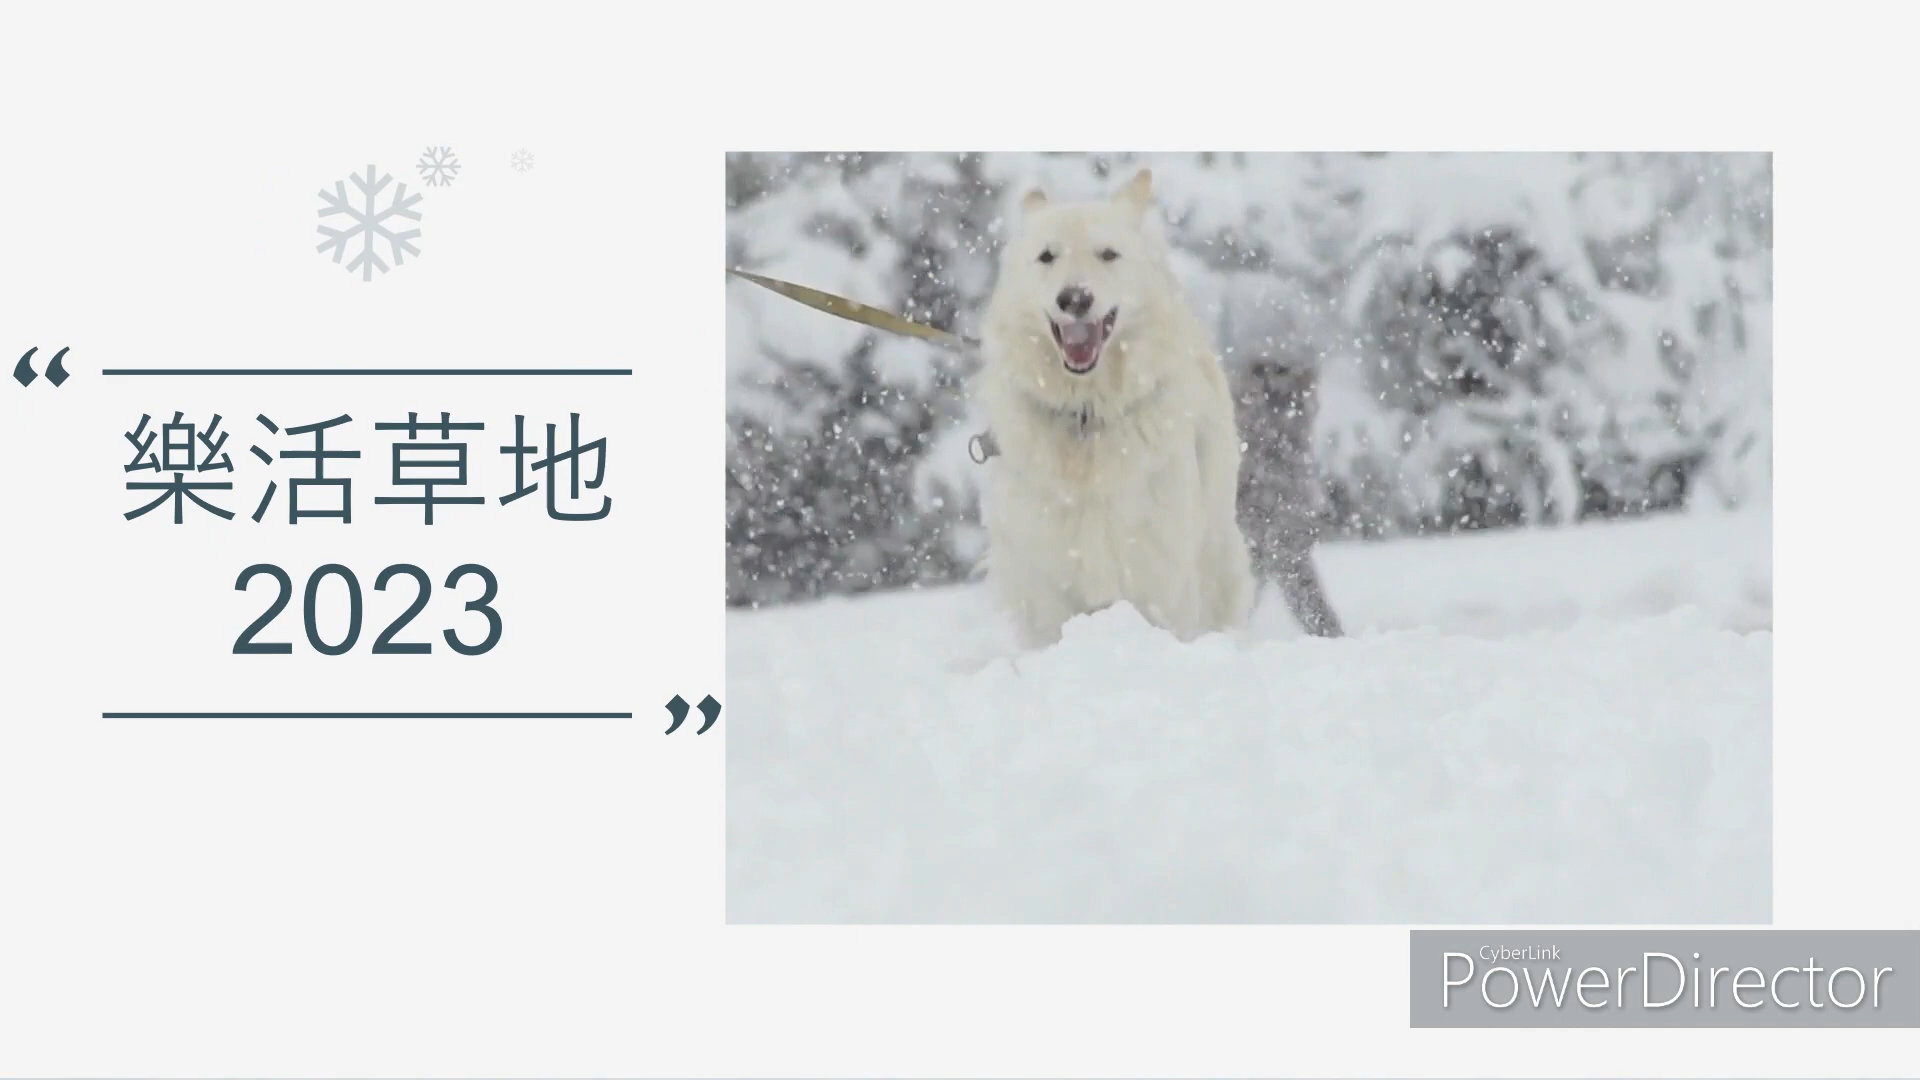 “
樂活草地
2023
”
CyberLink
PowerDirector